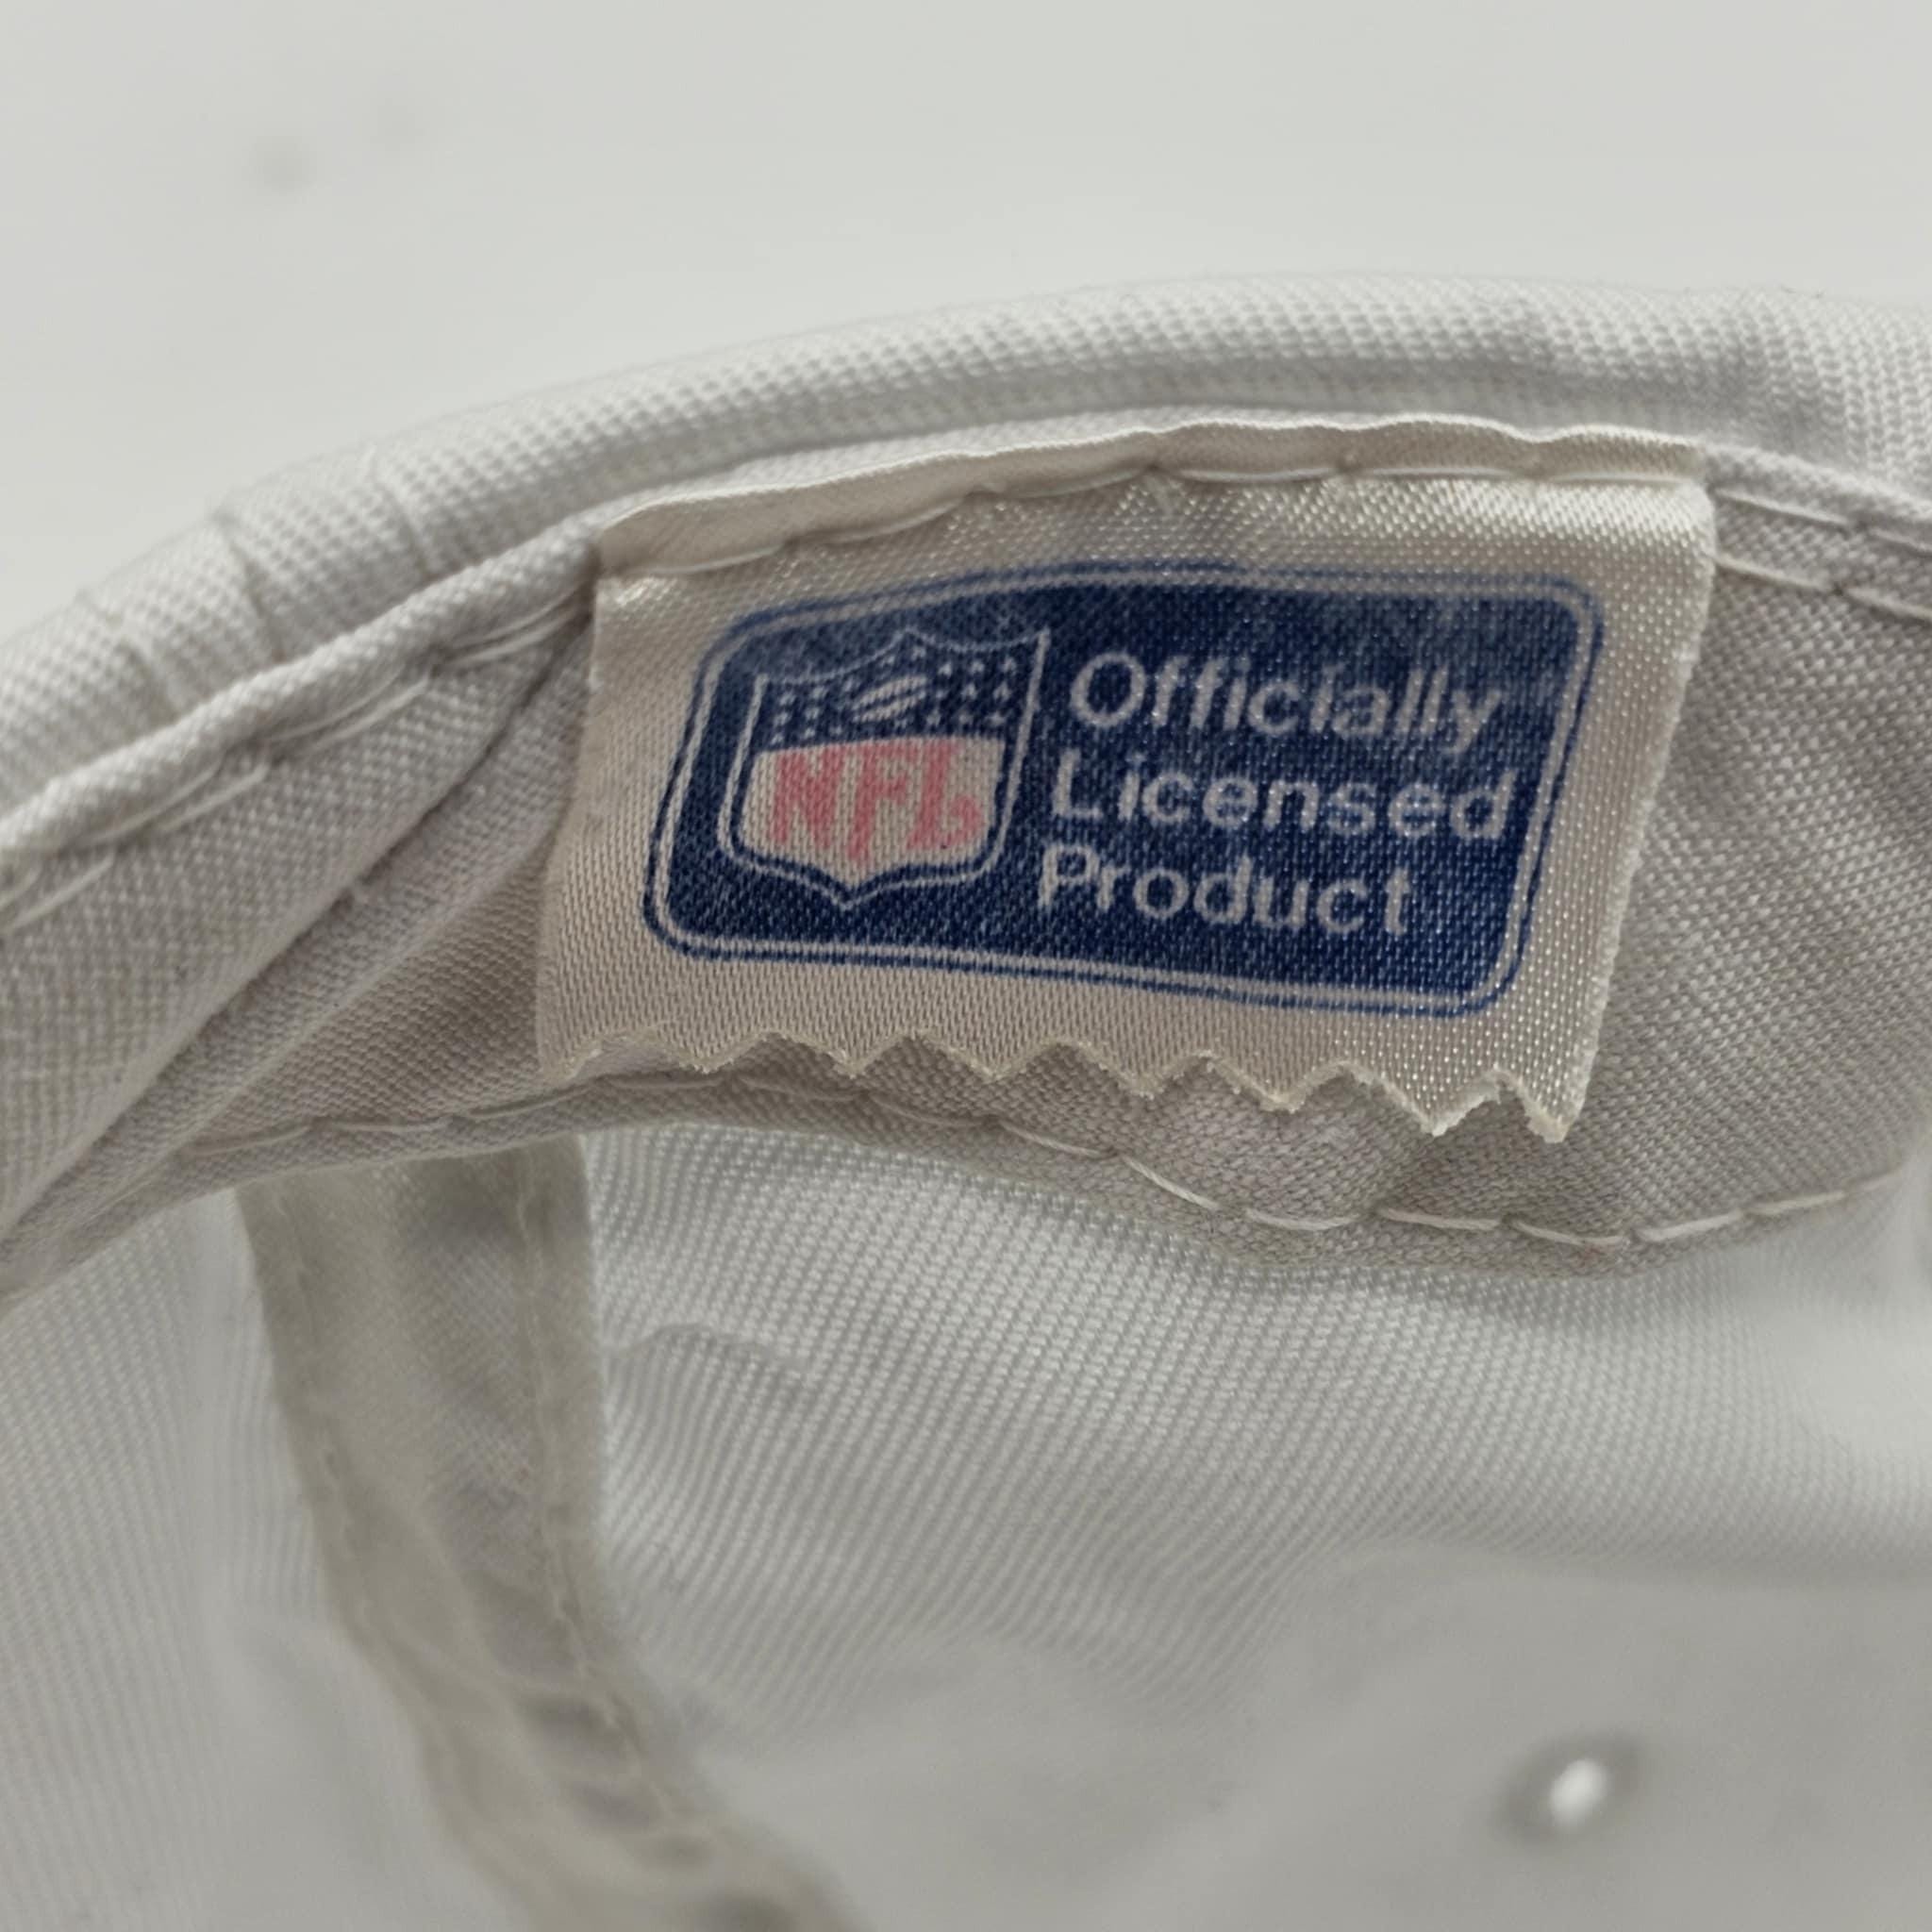 NFL
Officially
Licensed
Product